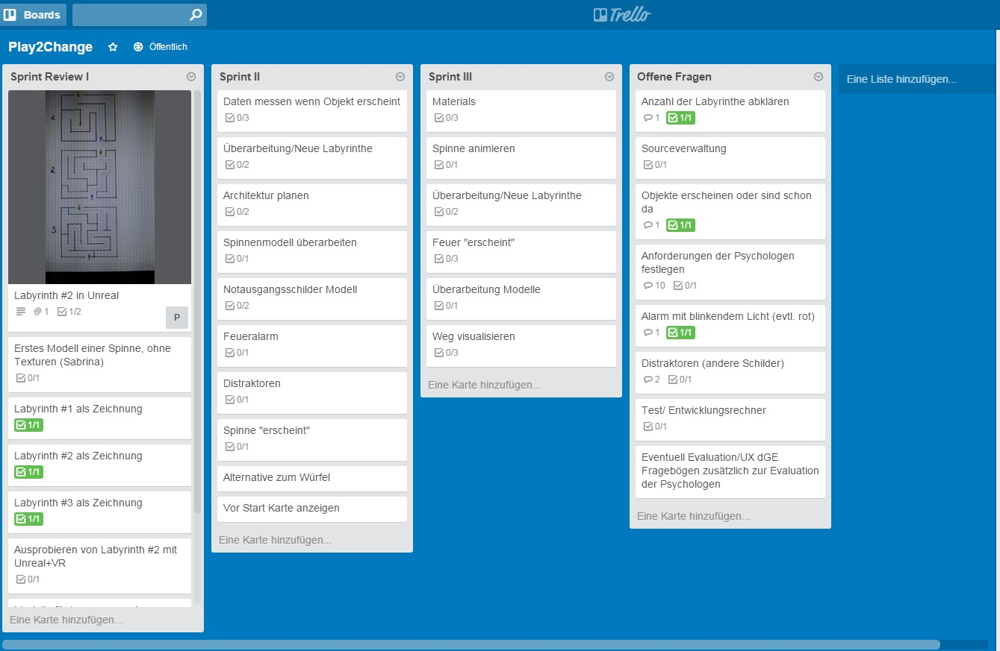 Boards
Trello
Play2Change
Öffentlich
Sprint Review I
1.
2.
3.
Labyrinth #2 in Unreal
1
1/2
P
Erstes Modell einer Spinne, ohne
Texturen (Sabrina)
0/1
Labyrinth #1 als Zeichnung
1/1
Labyrinth #2 als Zeichnung
1/1
Labyrinth #3 als Zeichnung
1/1
Ausprobieren von Labyrinth #2 mit
Unreal+VR
0/1
Eine Karte hinzufügen...
Sprint II
Daten messen wenn Objekt erscheint
0/3
Überarbeitung/Neue Labyrinthe
0/2
Architektur planen
0/2
Spinnenmodell überarbeiten
0/1
Notausgangsschilder Modell
0/2
Feueralarm
0/1
Distraktoren
0/1
Spinne "erscheint"
0/1
Alternative zum Würfel
Vor Start Karte anzeigen
Eine Karte hinzufügen...
Sprint III
Materials
0/3
Spinne animieren
0/1
Überarbeitung/Neue Labyrinthe
0/2
Feuer "erscheint"
0/3
Überarbeitung Modelle
0/1
Weg visualisieren
0/3
Eine Karte hinzufügen...
Offene Fragen
Anzahl der Labyrinthe abklären
1 1/1
Sourceverwaltung
0/1
Objekte erscheinen oder sind schon
da
1 1/1
Anforderungen der Psychologen
festlegen
10 0/1
Alarm mit blinkendem Licht (evtl. rot)
1 1/1
Distraktoren (andere Schilder)
2 0/1
Test/ Entwicklungsrechner
0/1
Eventuell Evaluation/UX dGE
Fragebögen zusätzlich zur Evaluation
der Psychologen
Eine Karte hinzufügen...
Eine Liste hinzufügen...